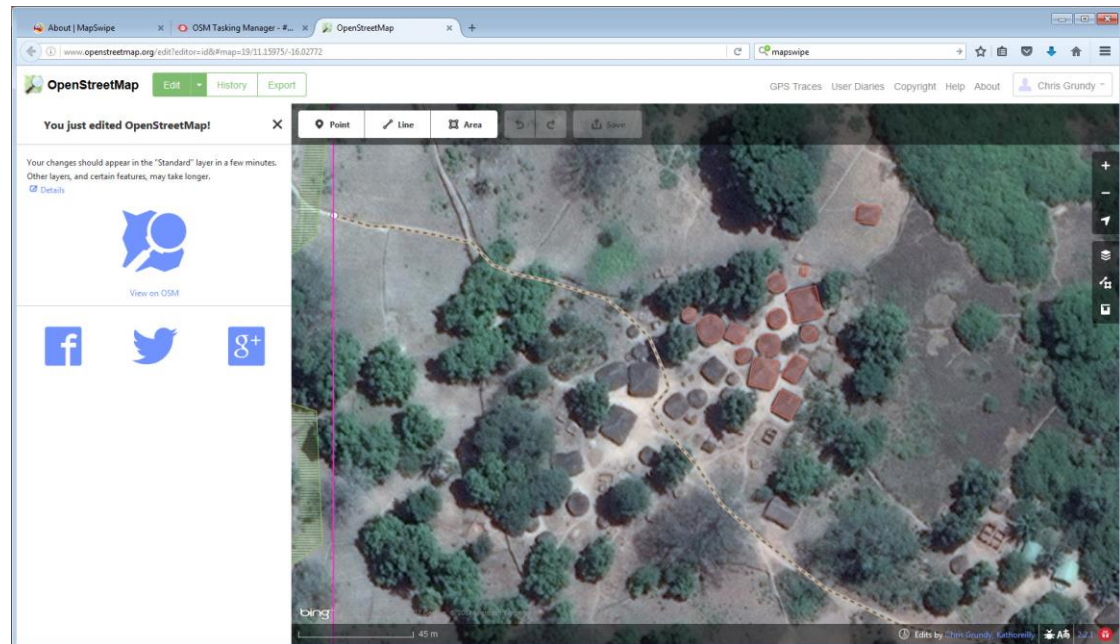 About | MapSwipe
OSM Tasking Manager - #...
OpenStreetMap
www.openstreetmap.org/edit?editor=id&#map=19/11.15975/-16.02772
mapswipe
OpenStreetMap
Edit
History
Export
GPS Traces
User Diaries
Copyright
Help
About
Chris Grundy
You just edited OpenStreetMap!
Point
Line
Area
Save
Your changes should appear in the "Standard" layer in a few minutes.
Other layers, and certain features, may take longer.
Details
View on OSM
bing
45 m
Edits by Chris Grundy, Kathoreilly